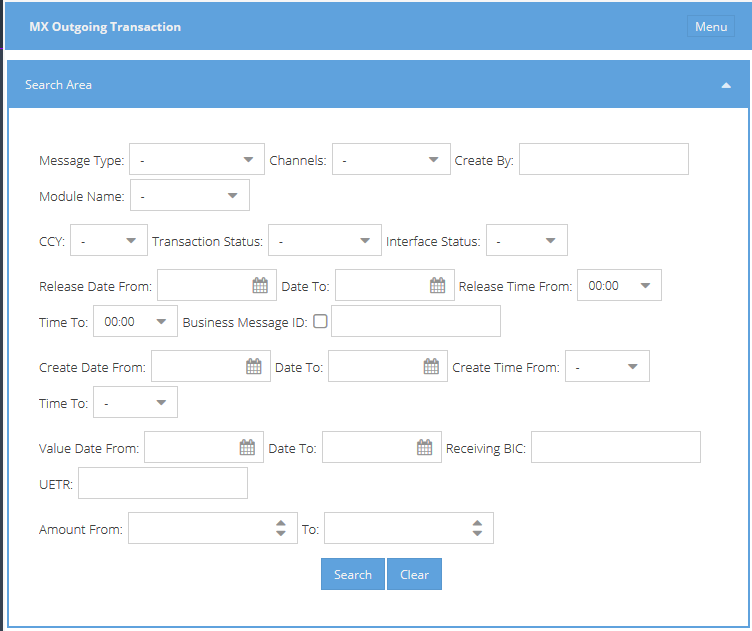 MX Outgoing Transaction Menu
Search Area
Message Type: - Channels: - Create By:
Module Name: -
CCY: - Transaction Status: - Interface Status: -
Release Date From: Date To: Release Time From: 00:00
Time To: 00:00 Business Message ID:
Create Date From: Date To: Create Time From: -
Time To: -
Value Date From: Date To: Receiving BIC:
UETR:
Amount From: To:
Search Clear